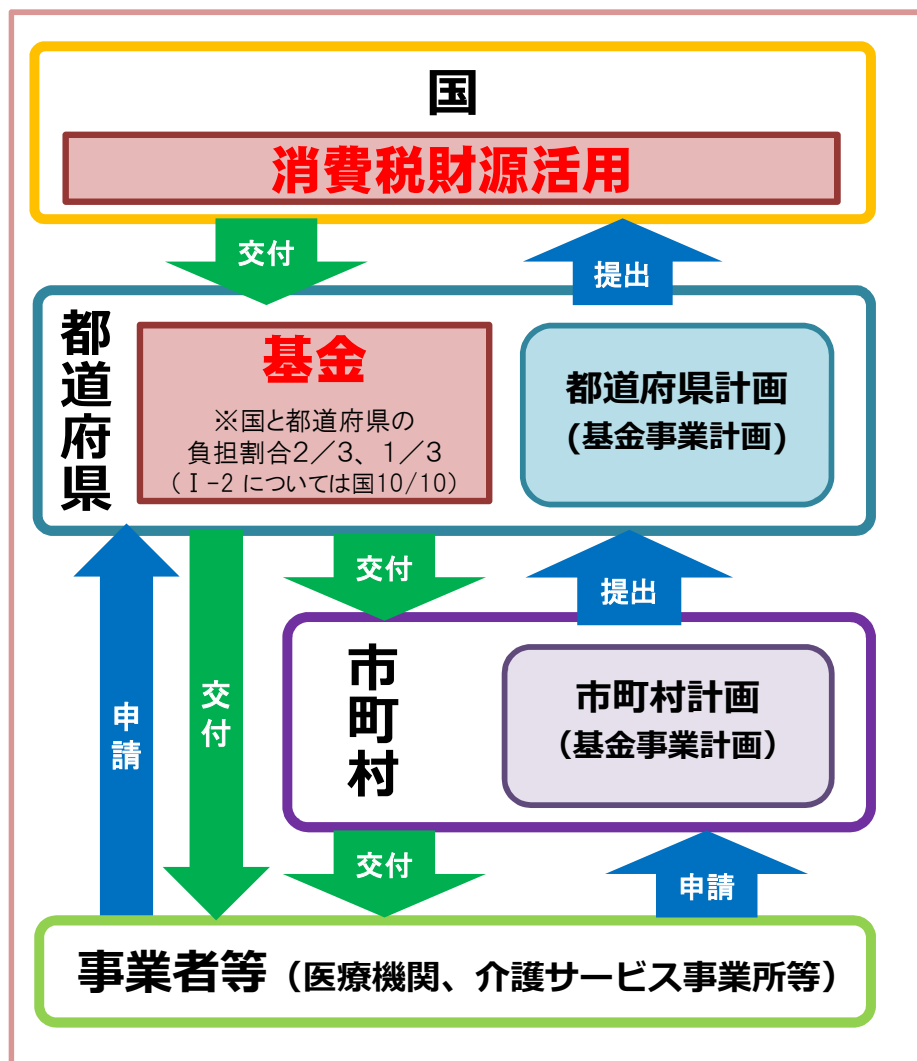 国
消費税財源活用
交付
提出
都道府県
基金
※国と都道府県の
負担割合2／3、1／3
（Ⅰ-2 については国10/10）
都道府県計画
(基金事業計画)
交付
提出
申請
交付
市町村
市町村計画
（基金事業計画）
交付
申請
事業者等（医療機関、介護サービス事業所等）